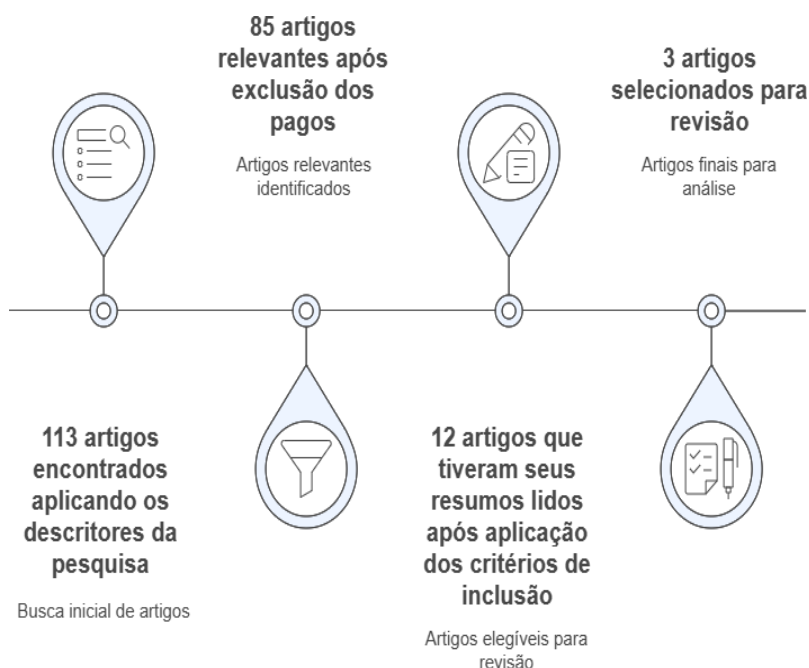 113 artigos
encontrados
aplicando os
descritores da
pesquisa
Busca inicial de artigos
85 artigos
relevantes após
exclusão dos
pagos
Artigos relevantes
identificados
12 artigos que
tiveram seus
resumos lidos
após aplicação
dos critérios de
inclusão
Artigos elegíveis para
revisão
3 artigos
selecionados para
revisão
Artigos finais para
análise